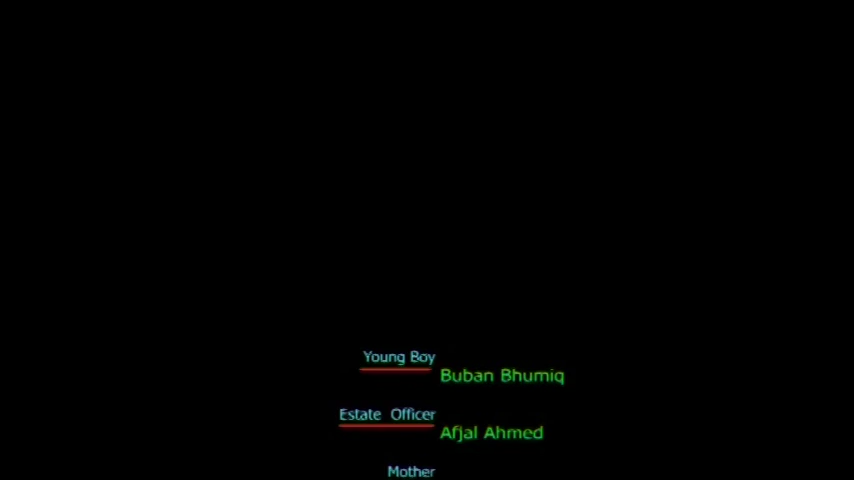 Young Boy
Buban Bhumiq
Estate Officer
Afjal Ahmed
Mother